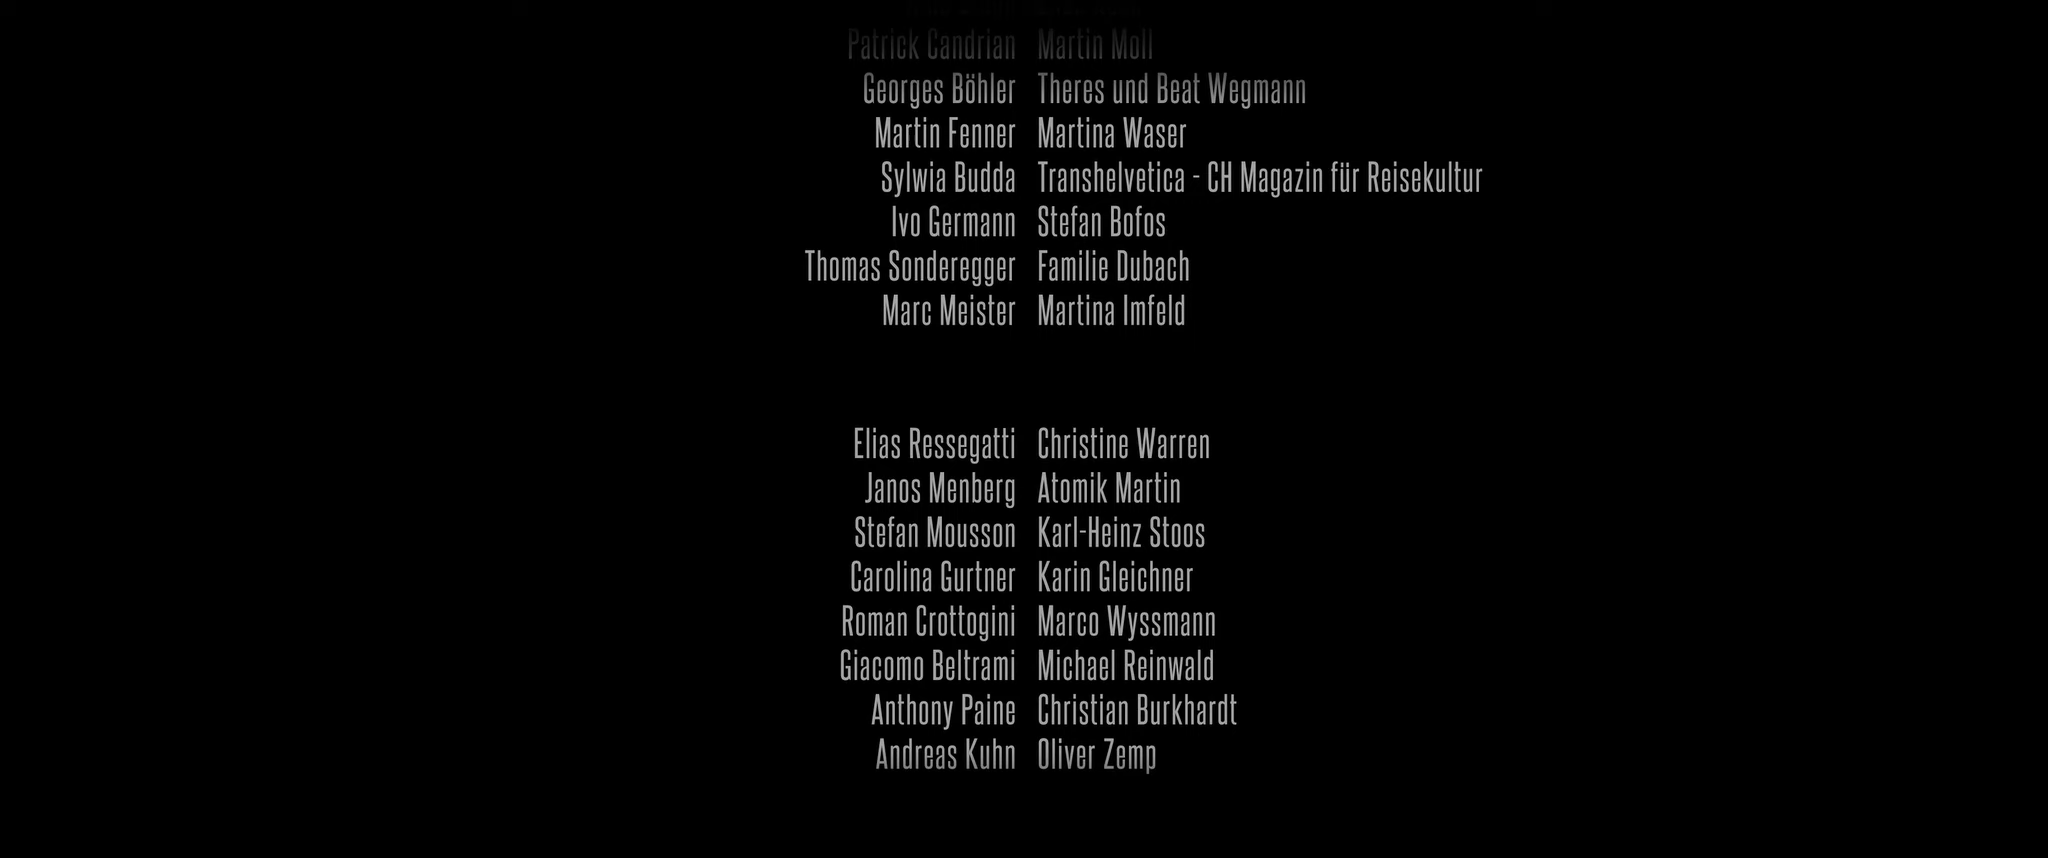 Patrick Candrian Martin Moll
Georges Böhler Theres und Beat Wegmann
Martin Fenner Martina Waser
Sylwia Budda Transhelvetica - CH Magazin für Reisekultur
Ivo Germann Stefan Bofos
Thomas Sonderegger Familie Dubach
Marc Meister Martina Imfeld
Elias Ressegatti Christine Warren
Janos Menberg Atomik Martin
Stefan Mousson Karl-Heinz Stoos
Carolina Gurtner Karin Gleichner
Roman Crottogini Marco Wyssmann
Giacomo Beltrami Michael Reinwald
Anthony Paine Christian Burkhardt
Andreas Kuhn Oliver Zemp